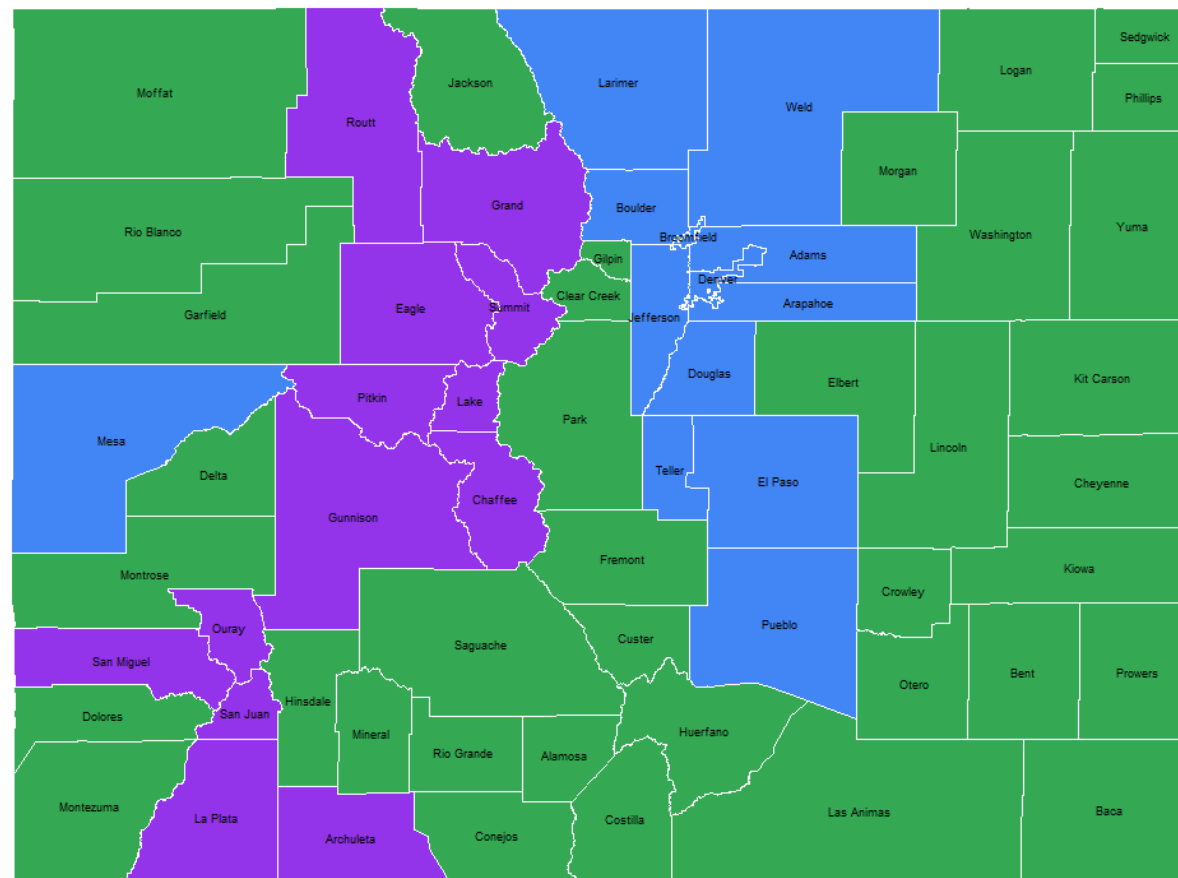 Sedgwick
Logan
Moffat
Jackson
Larimer
Weld
Phillips
Routt
Morgan
Grand
Boulder
Rio Blanco
Broomfield
Washington
Yuma
Gilpin
Adams
Denver
Clear Creek
Arapahoe
Garfield
Eagle
Summit
Jefferson
Douglas
Elbert
Kit Carson
Pitkin
Lake
Park
Mesa
Lincoln
Delta
Teller
El Paso
Cheyenne
Chaffee
Gunnison
Fremont
Montrose
Kiowa
Crowley
Ouray
Pueblo
Custer
Saguache
San Miguel
Bent
Prowers
Otero
Hinsdale
Dolores
San Juan
Mineral
Huerfano
Rio Grande
Alamosa
Montezuma
La Plata
Costilla
Las Animas
Baca
Archuleta
Conejos